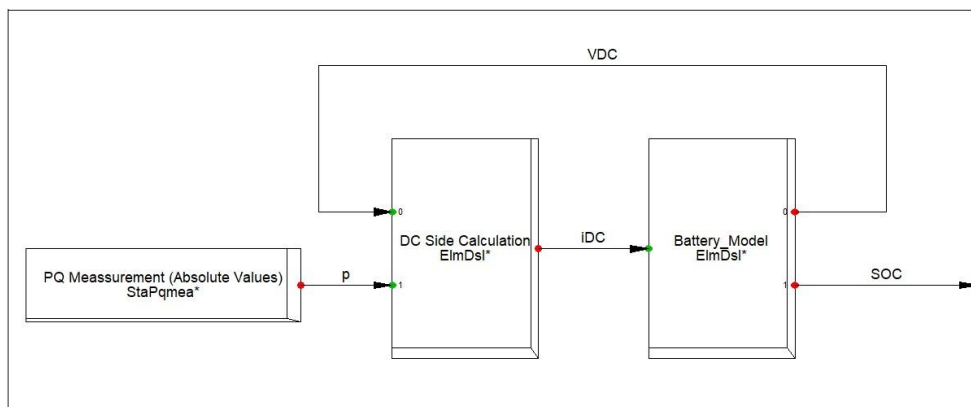 VDC
0
DC Side Calculation
ElmDsl*
iDC
0
Battery_Model
ElmDsl*
PQ Meassurement (Absolute Values)
StaPqmea*
p
1
1
SOC